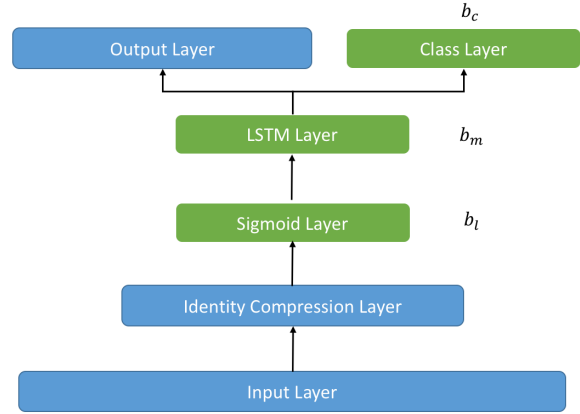 b_c
Output Layer
Class Layer
LSTM Layer
b_m
Sigmoid Layer
b_l
Identity Compression Layer
Input Layer